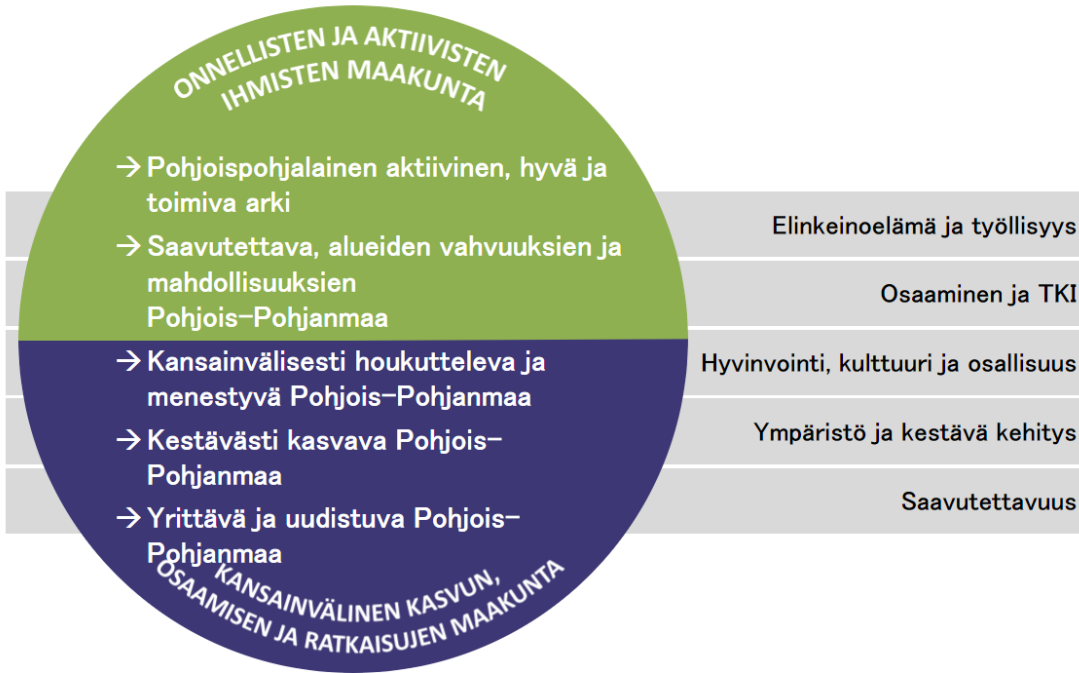 ONNELLISTEN JA AKTIIVISTEN
IHMISTEN MAAKUNTA
→ Pohjoispohjalainen aktiivinen, hyvä ja
toimiva arki
→ Saavutettava, alueiden vahvuuksien ja
mahdollisuuksien
Pohjois-Pohjanmaa
→ Kansainvälisesti houkutteleva ja
menestyvä Pohjois-Pohjanmaa
→ Kestävästi kasvava Pohjois-
Pohjanmaa
→ Yrittävä ja uudistuva Pohjois-
Pohjanmaa
KANSAINVÄLINEN KASVUN,
OSAAMISEN JA RATKAISUJEN MAAKUNTA
Elinkeinoelämä ja työllisyys
Osaaminen ja TKI
Hyvinvointi, kulttuuri ja osallisuus
Ympäristö ja kestävä kehitys
Saavutettavuus